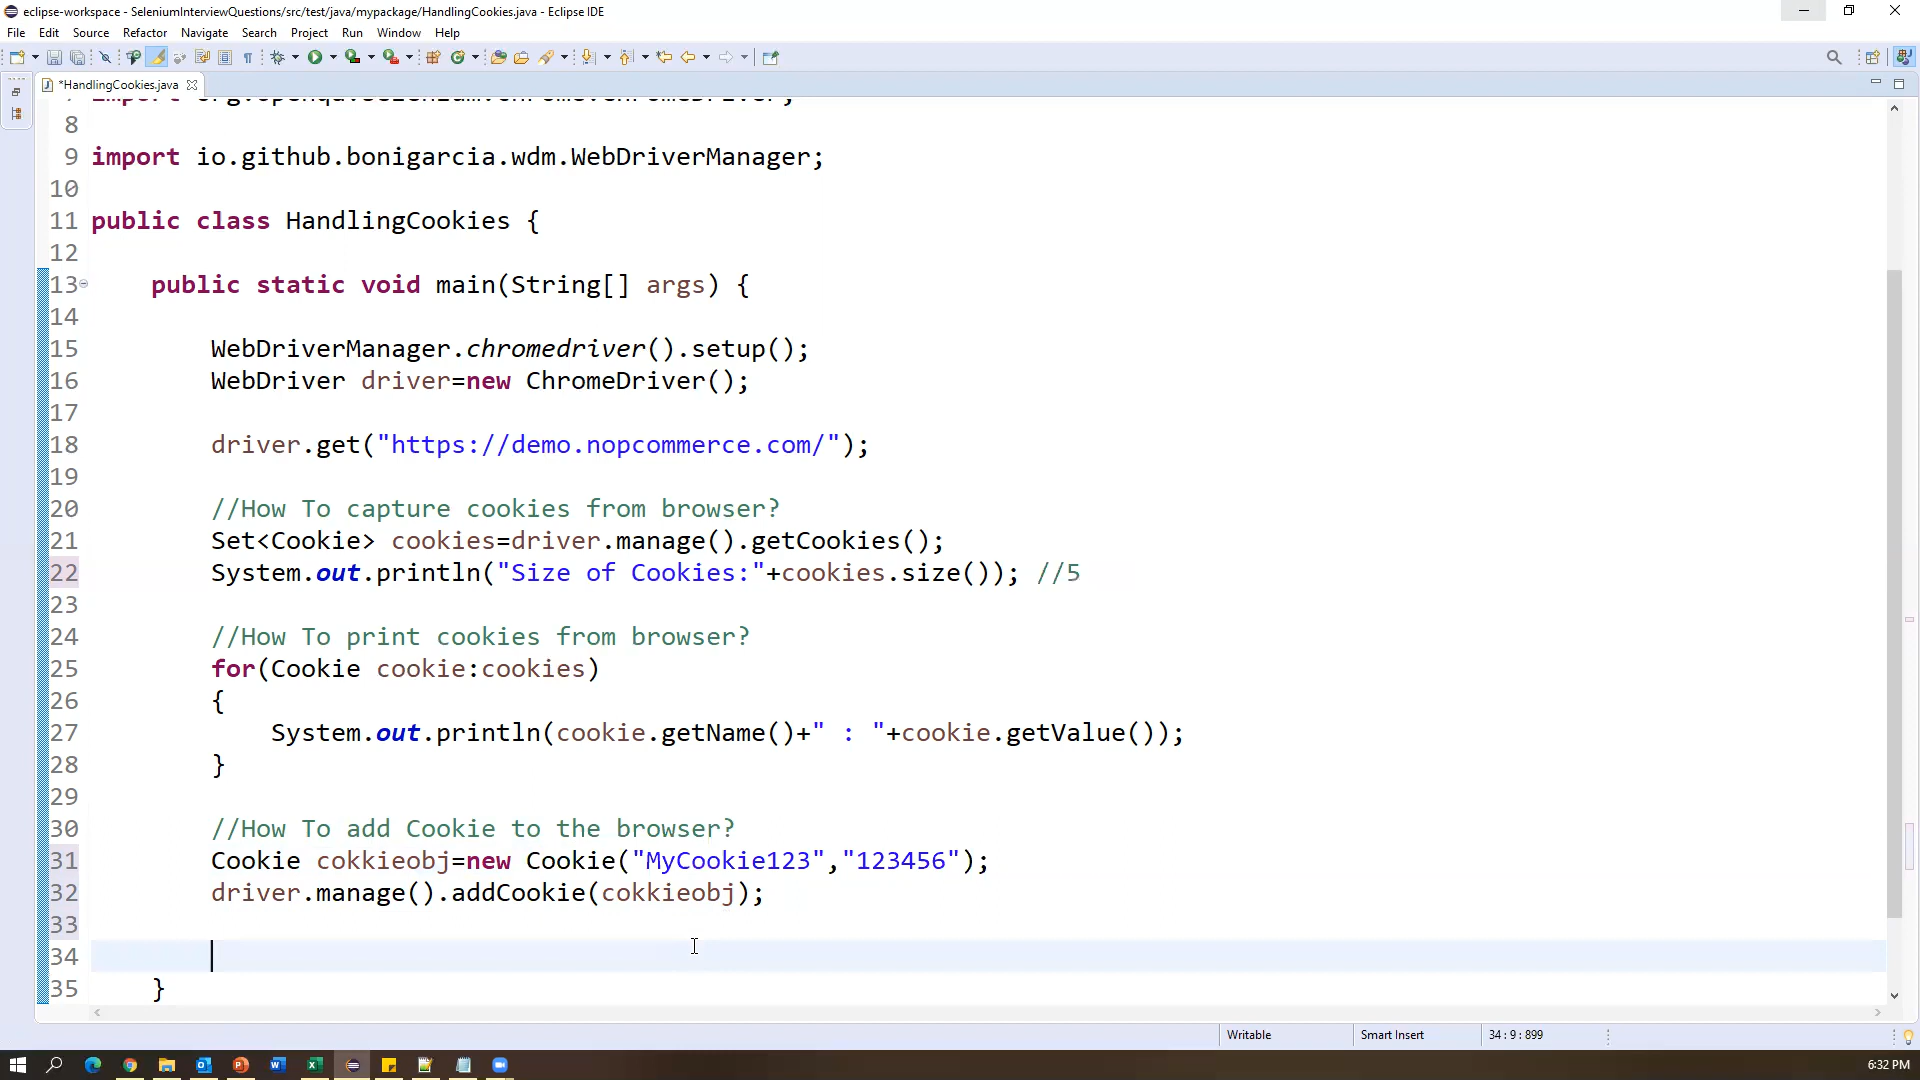 eclipse-workspace - SeleniumInterviewQuestions/src/test/java/mypackage/HandlingCookies.java - Eclipse IDE
File Edit Source Refactor Navigate Search Project Run Window Help
*HandlingCookies.java
8
9 import io.github.bonigarcia.wdm.WebDriverManager;
10
11 public class HandlingCookies {
12
13 public static void main(String[] args) {
14
15 WebDriverManager.chromedriver().setup();
16 WebDriver driver=new ChromeDriver();
17
18 driver.get("https://demo.nopcommerce.com/");
19
20 //How To capture cookies from browser?
21 Set<Cookie> cookies=driver.manage().getCookies();
22 System.out.println("Size of Cookies:"+cookies.size()); //5
23
24 //How To print cookies from browser?
25 for(Cookie cookie:cookies)
26 {
27 System.out.println(cookie.getName()+" : "+cookie.getValue());
28 }
29
30 //How To add Cookie to the browser?
31 Cookie cokkieobj=new Cookie("MyCookie123","123456");
32 driver.manage().addCookie(cokkieobj);
33
34
35 }
Writable Smart Insert 34 : 9 : 899
6:32 PM